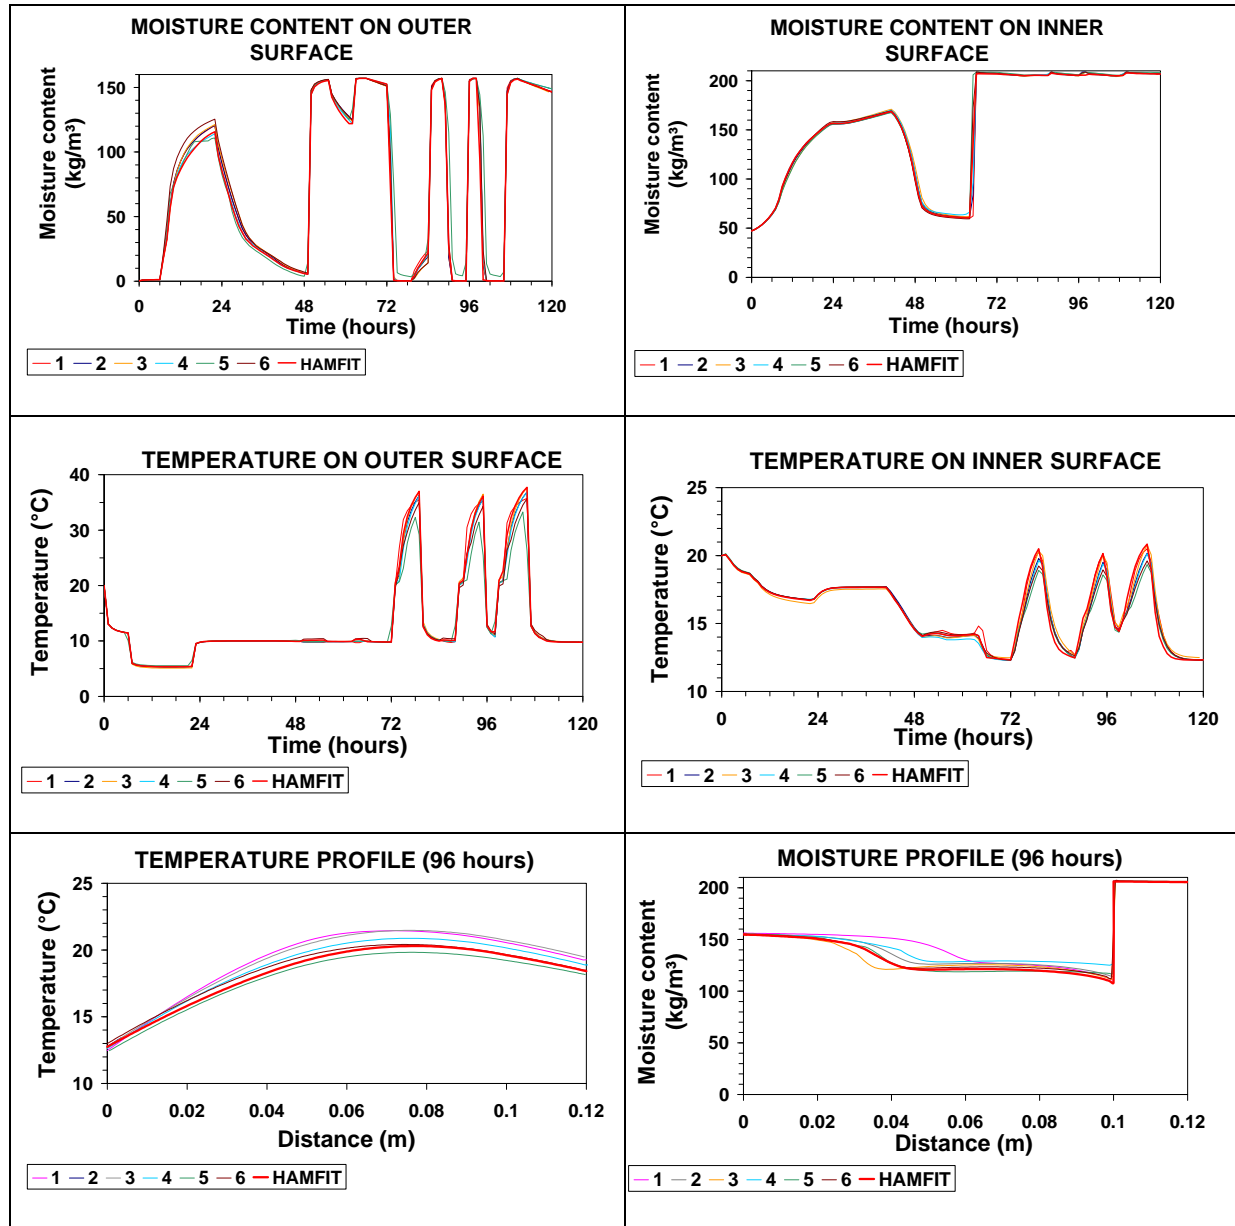 MOISTURE CONTENT ON OUTER
SURFACE
Moisture content
(kg/m³)
150
100
50
0
0 24 48 72 96 120
Time (hours)
1 2 3 4 5 6 HAMFIT
MOISTURE CONTENT ON INNER
SURFACE
Moisture content
(kg/m³)
200
150
100
50
0
0 24 48 72 96 120
Time (hours)
1 2 3 4 5 6 HAMFIT
TEMPERATURE ON OUTER SURFACE
Temperature (°C)
40
30
20
10
0
0 24 48 72 96 120
Time (hours)
1 2 3 4 5 6 HAMFIT
TEMPERATURE ON INNER SURFACE
Temperature (°C)
25
20
15
10
0 24 48 72 96 120
Time (hours)
1 2 3 4 5 6 HAMFIT
TEMPERATURE PROFILE (96 hours)
Temperature (°C)
25
20
15
10
0 0.02 0.04 0.06 0.08 0.1 0.12
Distance (m)
1 2 3 4 5 6 HAMFIT
MOISTURE PROFILE (96 hours)
Moisture content
(kg/m³)
200
150
100
50
0
0 0.02 0.04 0.06 0.08 0.1 0.12
Distance (m)
1 2 3 4 5 6 HAMFIT